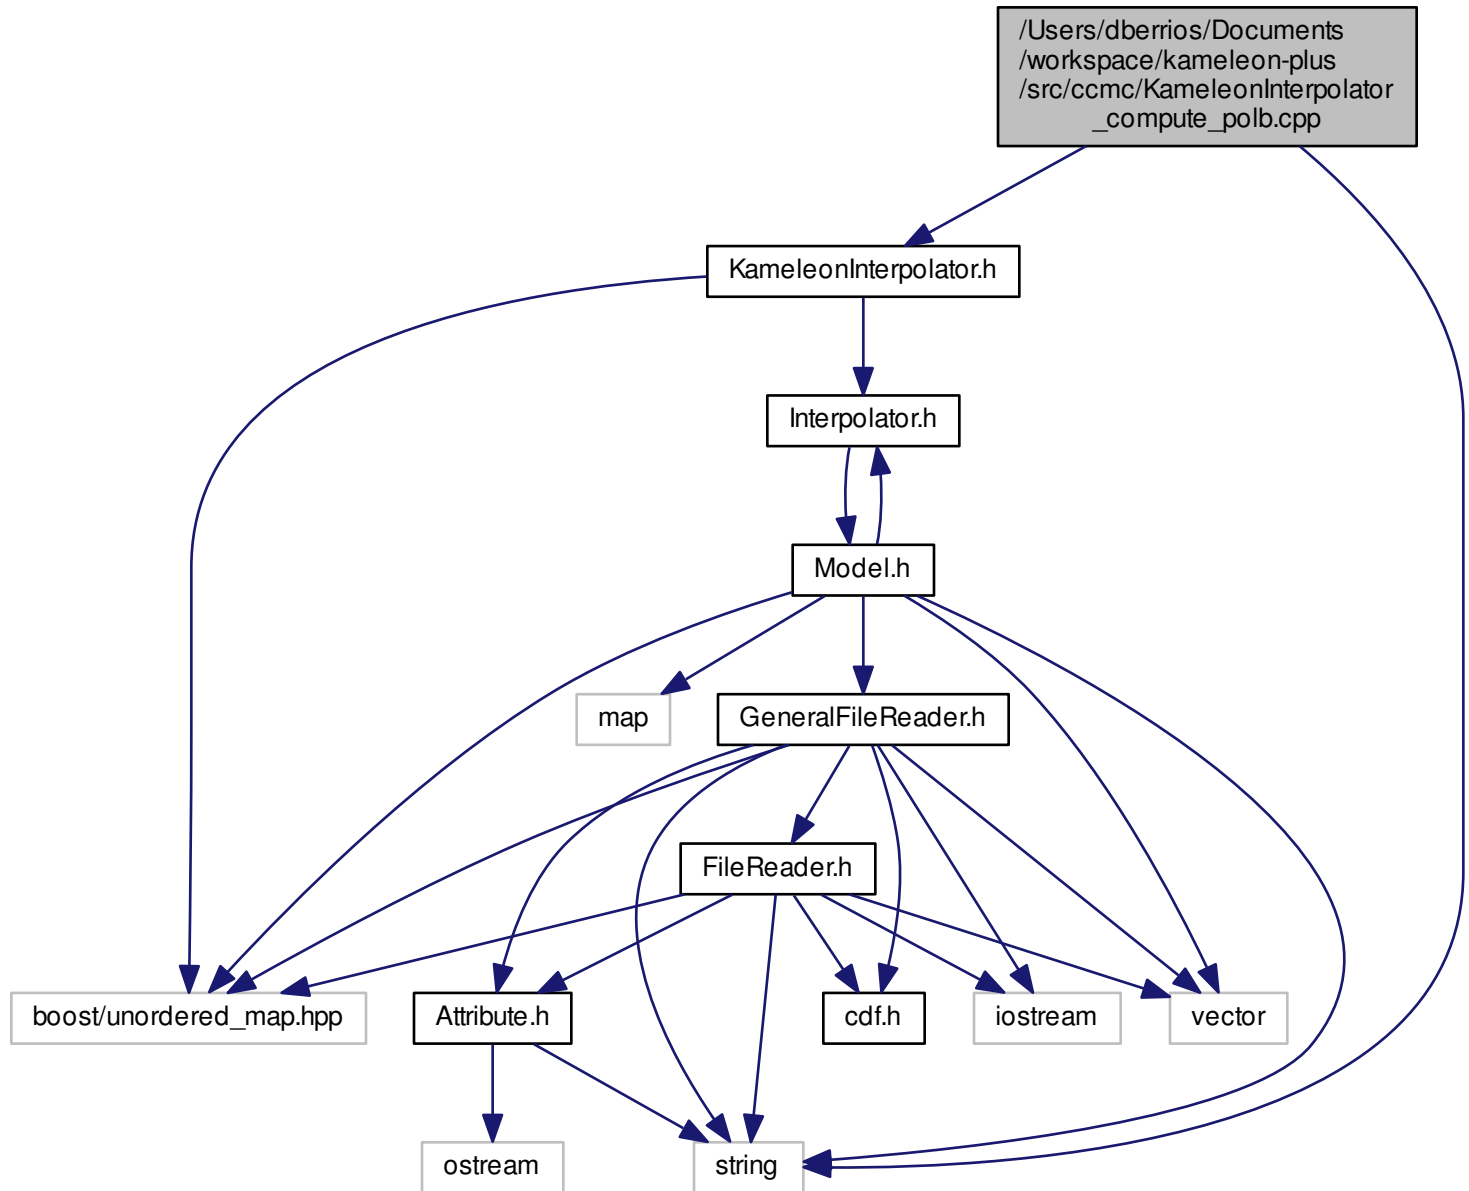 /Users/dberrios/Documents
/workspace/kameleon-plus
/src/ccmc/KameleonInterpolator
_compute_polb.cpp
KameleonInterpolator.h
Interpolator.h
Model.h
map
GeneralFileReader.h
FileReader.h
boost/unordered_map.hpp
Attribute.h
cdf.h
iostream
vector
ostream
string